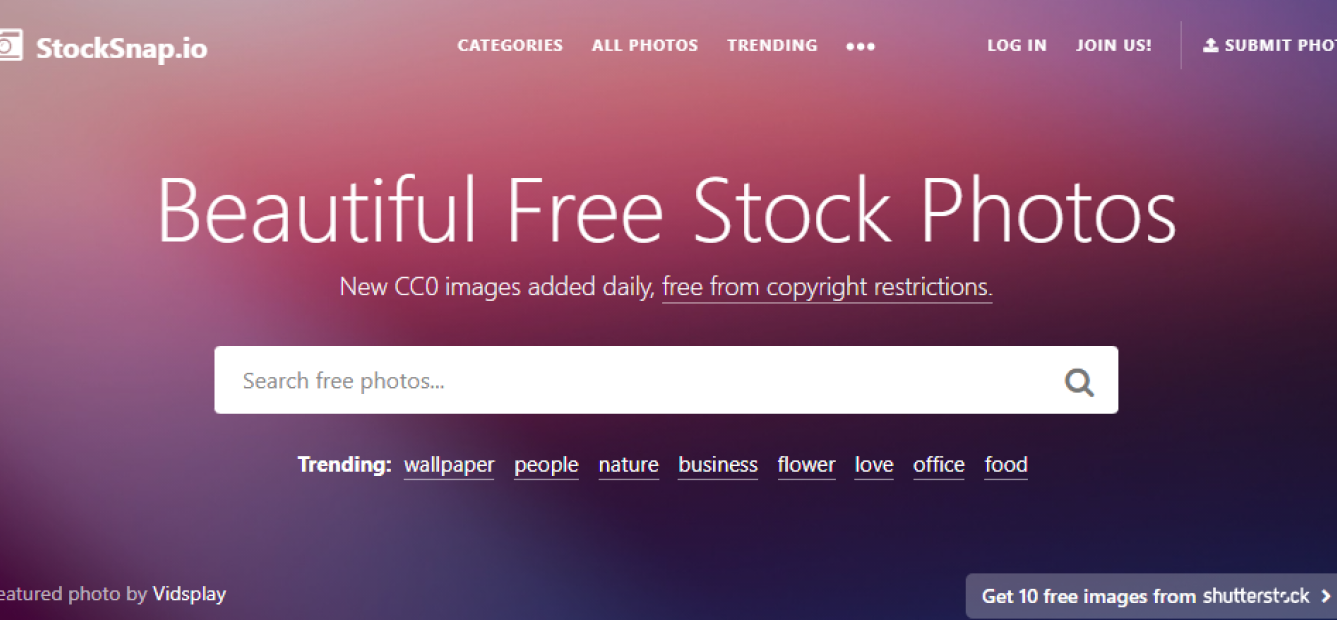 StockSnap.io
CATEGORIES ALL PHOTOS TRENDING •••
LOG IN JOIN US! SUBMIT
Beautiful Free Stock Photos
New CC0 images added daily, free from copyright restrictions.
Search free photos...
Trending: wallpaper people nature business flower love office food
photo by Vidsplay
Get 10 free images from shutterstock